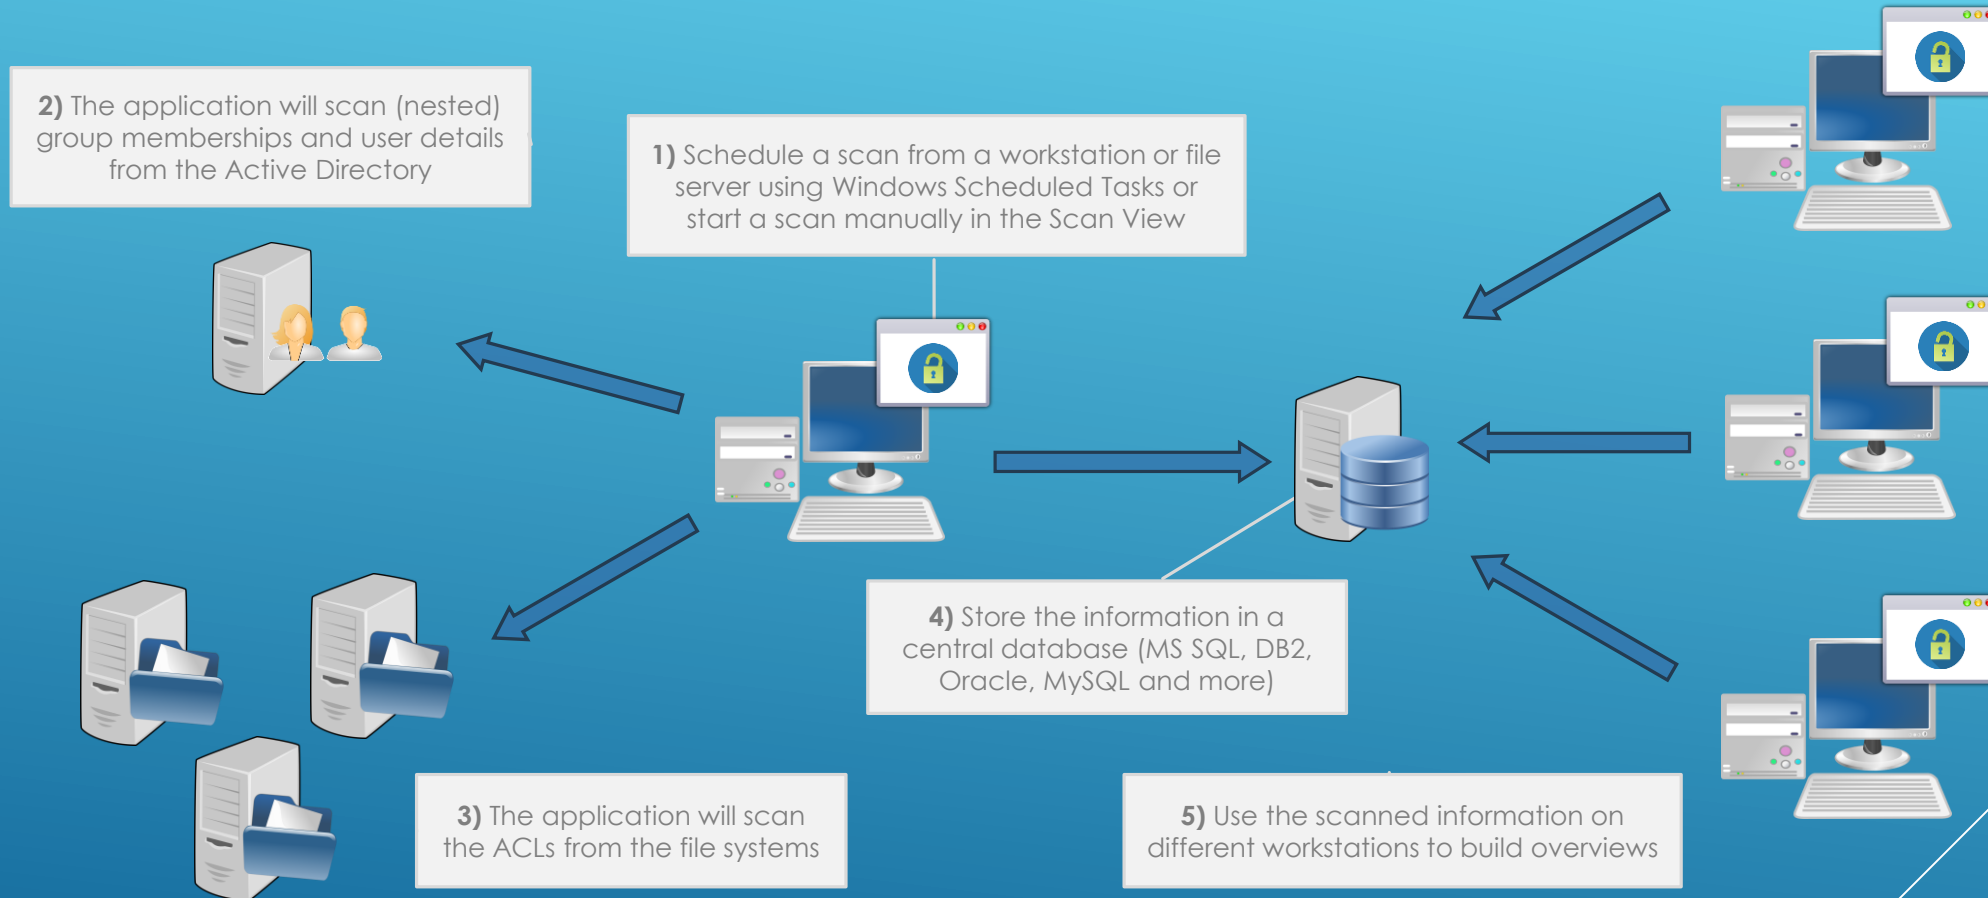 2) The application will scan (nested)
group memberships and user details
from the Active Directory
1) Schedule a scan from a workstation or file
server using Windows Scheduled Tasks or
start a scan manually in the Scan View
4) Store the information in a
central database (MS SQL, DB2,
Oracle, MySQL and more)
3) The application will scan
the ACLs from the file systems
5) Use the scanned information on
different workstations to build overviews